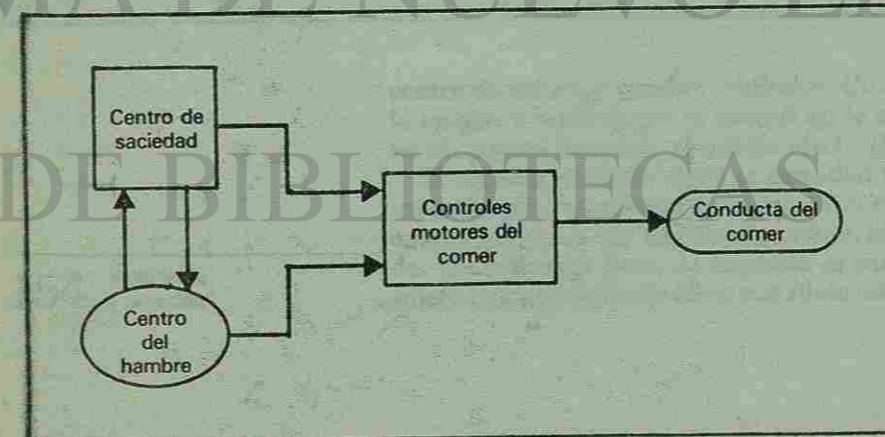 Centro de
saciedad
DE BIBLIOTECAS
Controles
motores del
comer
Conducta del
comer
Centro
del
hambre